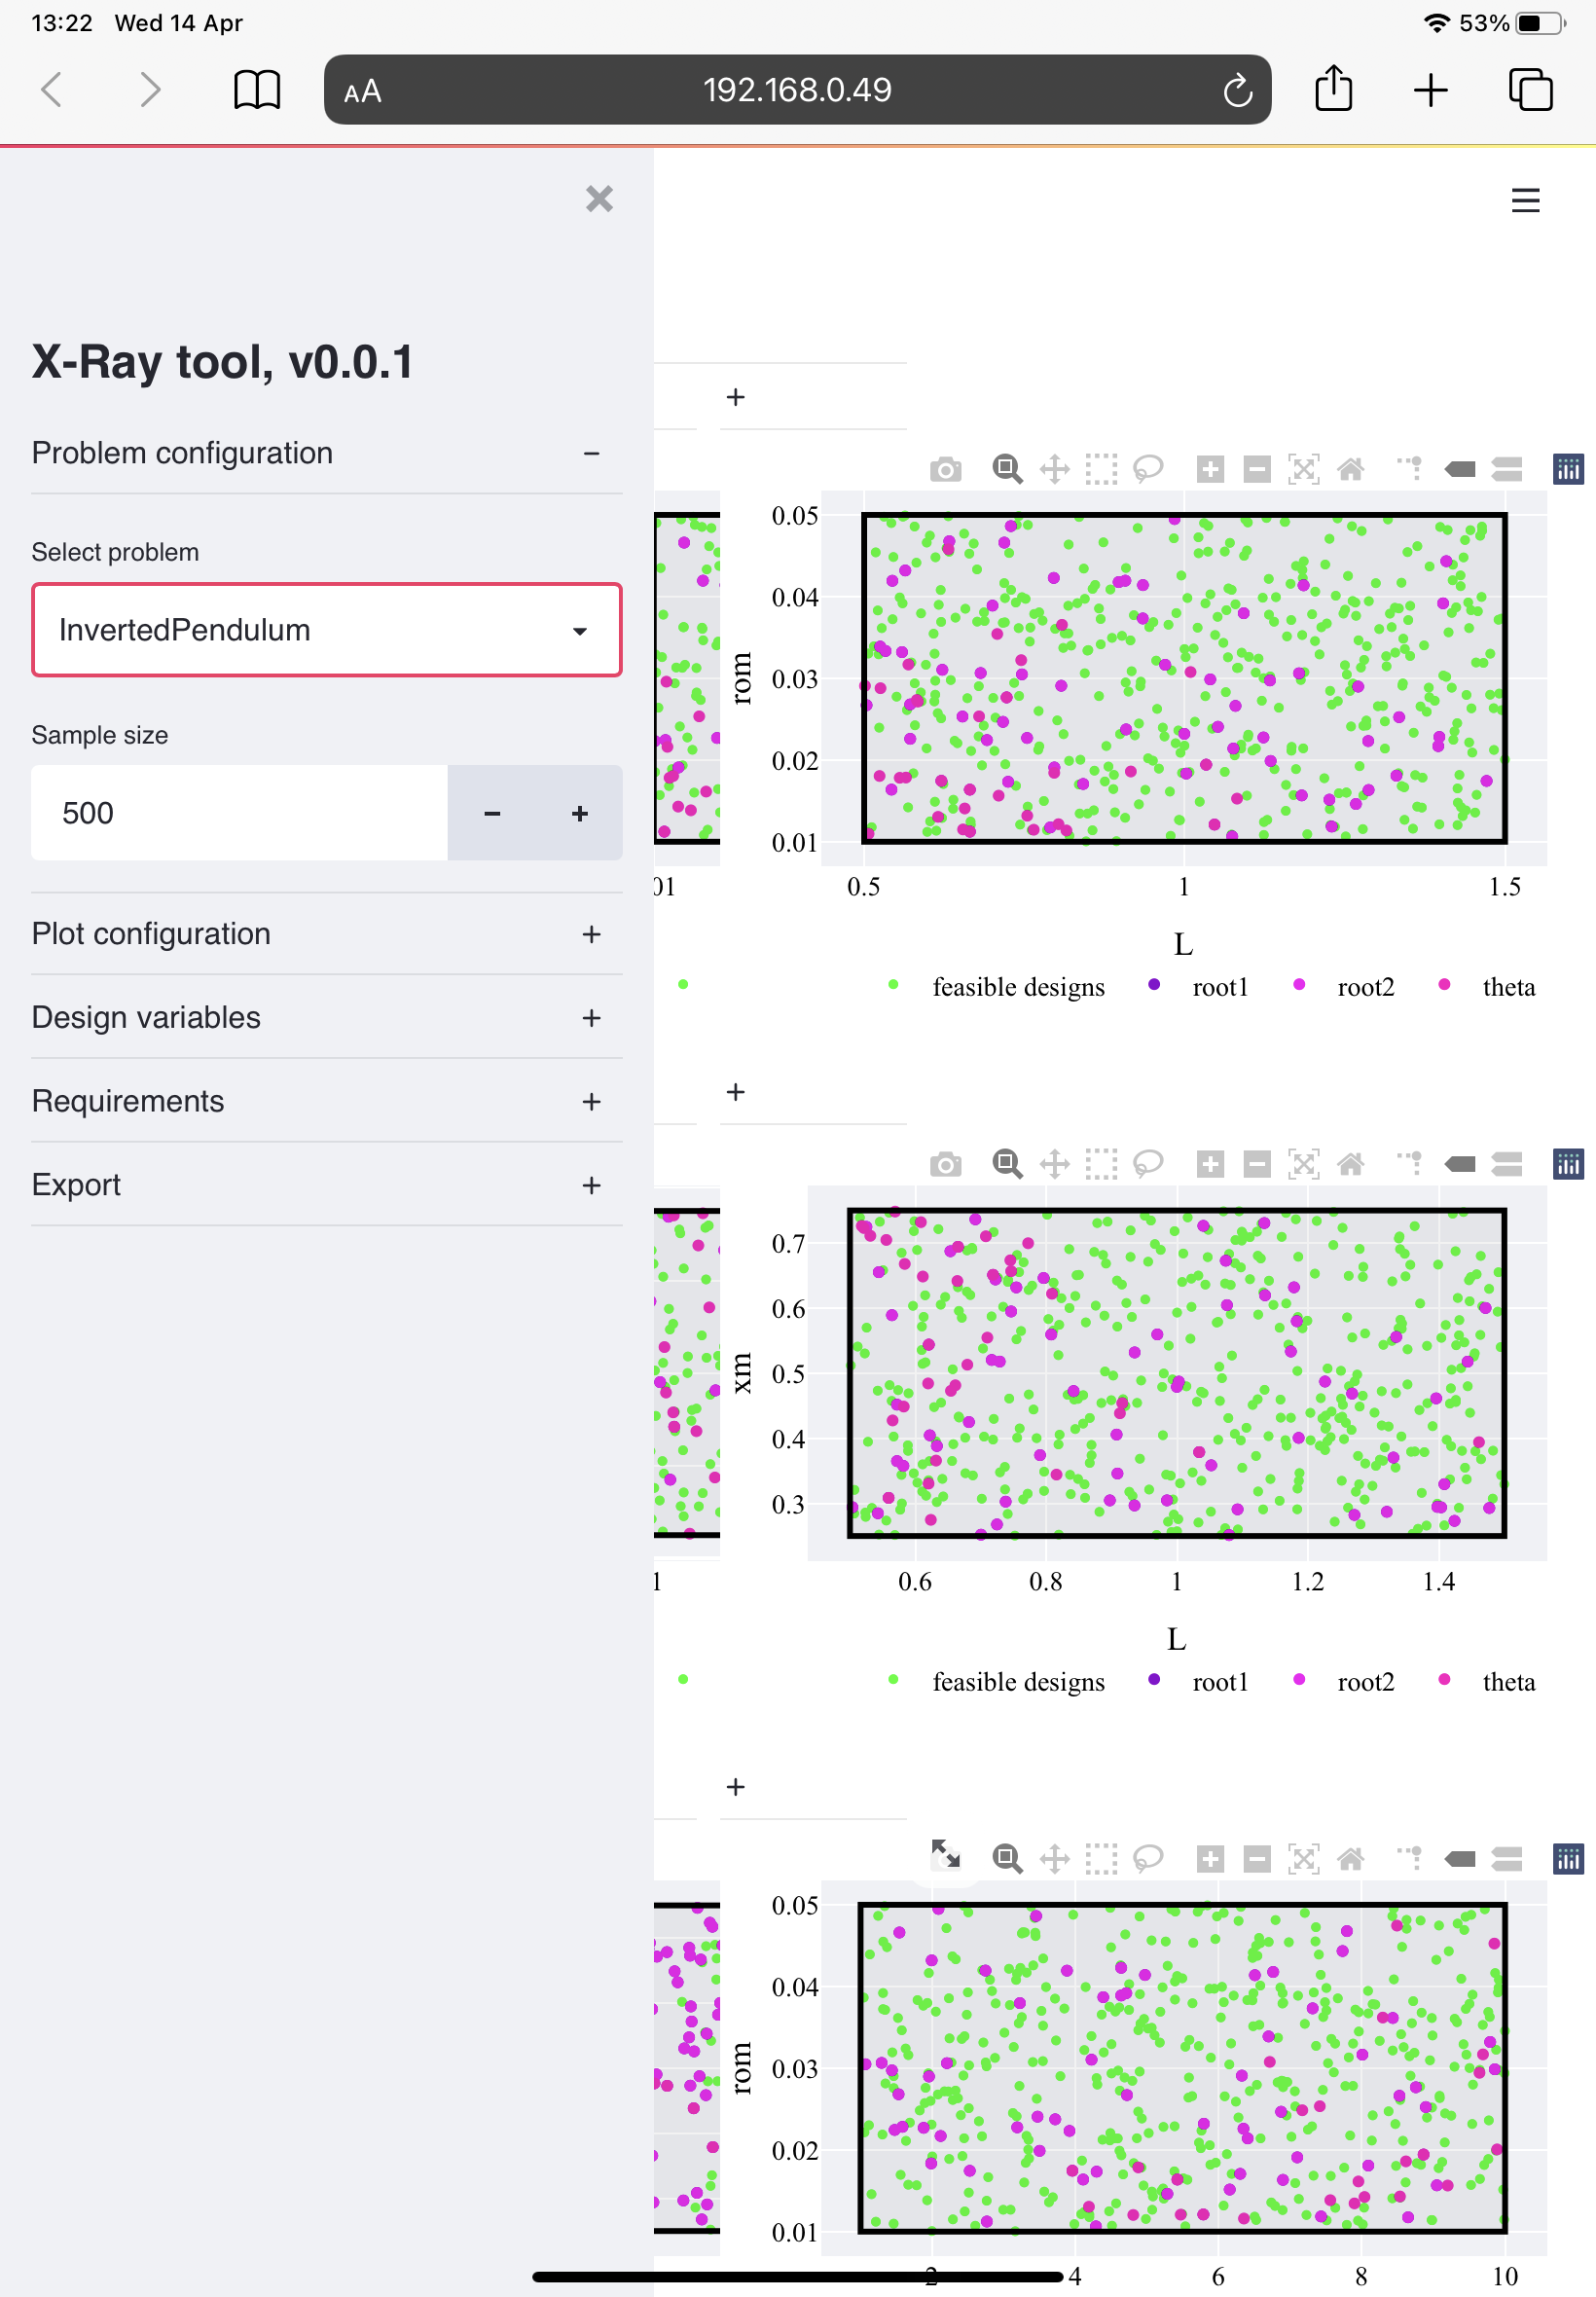 13:22 Wed 14 Apr 53%
AA 192.168.0.49
X-Ray tool, v0.0.1
Problem configuration −
Select problem
InvertedPendulum
Sample size
500 − +
Plot configuration +
Design variables +
Requirements +
Export +
+
0.05
0.04
0.03
0.02
0.01
rom
01 0.5 1 1.5
L
feasible designs root1 root2 theta
+
0.7
0.6
0.5
0.4
0.3
xm
1 0.6 0.8 1 1.2 1.4
L
feasible designs root1 root2 theta
+
0.05
0.04
0.03
0.02
0.01
rom
2 4 6 8 10